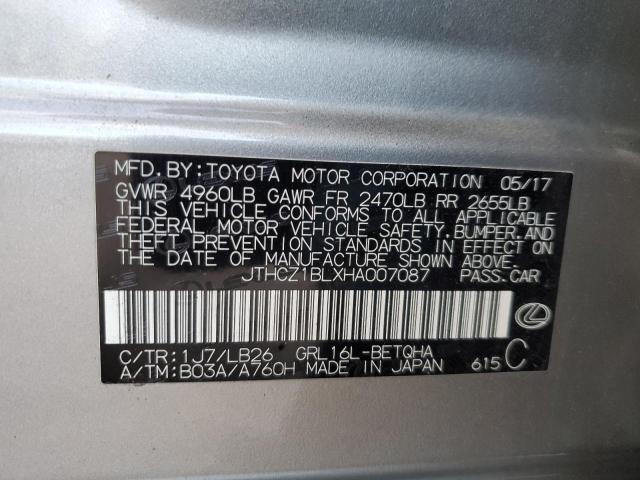 MFD. BY: TOYOTA MOTOR CORPORATION 05/17
GVWR 4960LB GAWR FR 2470LB RR 2655LB
THIS VEHICLE CONFORMS TO ALL APPLICABLE
FEDERAL MOTOR VEHICLE SAFETY, BUMPER, AND
THEFT PREVENTION STANDARDS IN EFFECT ON
THE DATE OF MANUFACTURE SHOWN ABOVE.
JTHCZ1BLXHA007087 PASS. CAR
C/TR: 1J7/LB26 GRL16L-BETQHA
A/TM: B03A/A760H MADE IN JAPAN 615 C